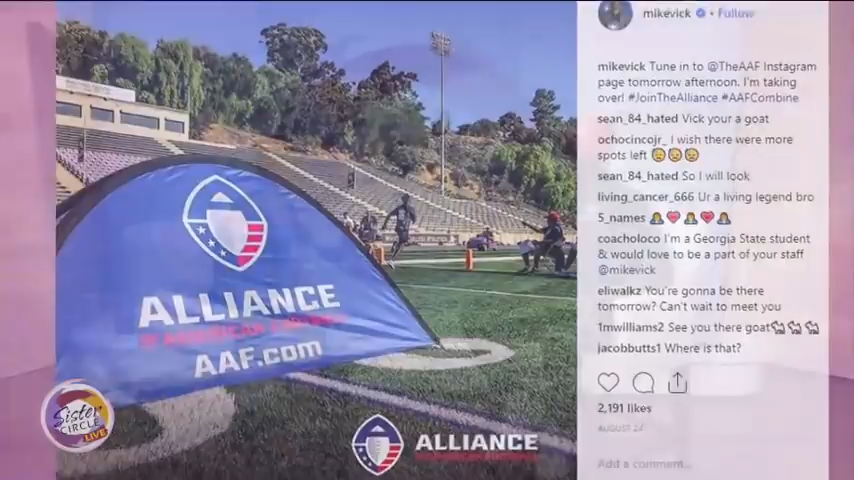 mikevick • Follow
mikevick Tune in to @TheAAF Instagram
page tomorrow afternoon. I'm taking
over! #JoinTheAlliance #AAFCombine
sean_84_hated Vick your a goat
ochocincojr_ I wish there were more
spots left 😔😔😔
sean_84_hated So I will look
living_cancer_666 Ur a living legend bro
5_names
coacholoco I'm a Georgia State student
& would love to be a part of your staff
@mikevick
eliwalkz You're gonna be there
tomorrow? Can't wait to meet you
1mwilliams2 See you there goat🐐🐐🐐
jacobbutts1 Where is that?
2,191 likes
AUGUST 24
Add a comment...
ALLIANCE
OF AMERICAN FOOTBALL
AAF.com
ALLIANCE
Sister
CIRCLE
LIVE